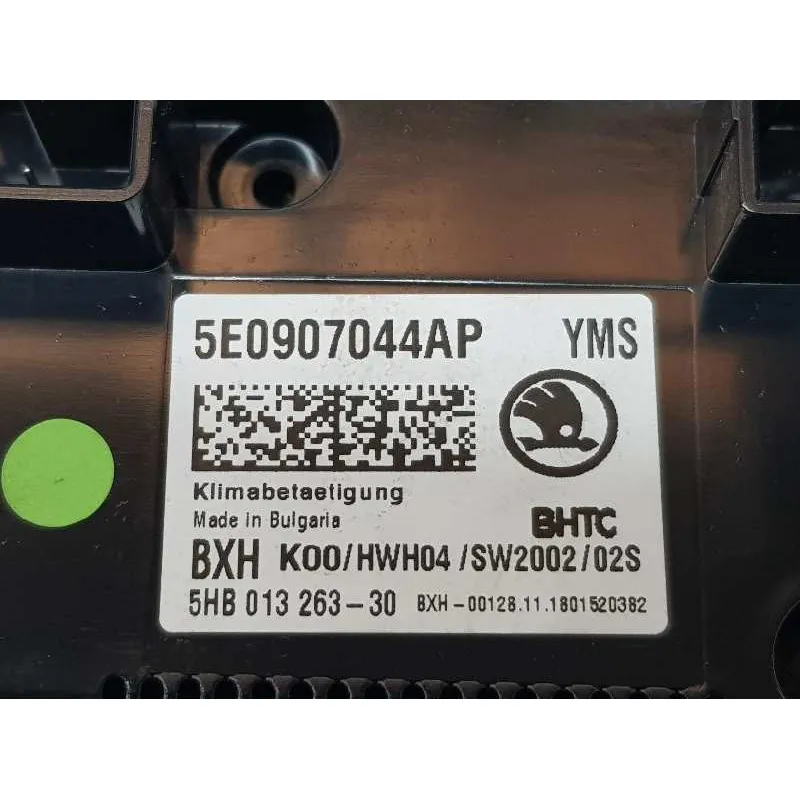 5E0907044AP YMS
Klimabetaetigung
Made in Bulgaria BHTC
BXH K00/HWH04/SW2002/02S
5HB 013 263-30 BXH-00128.11.1801520382